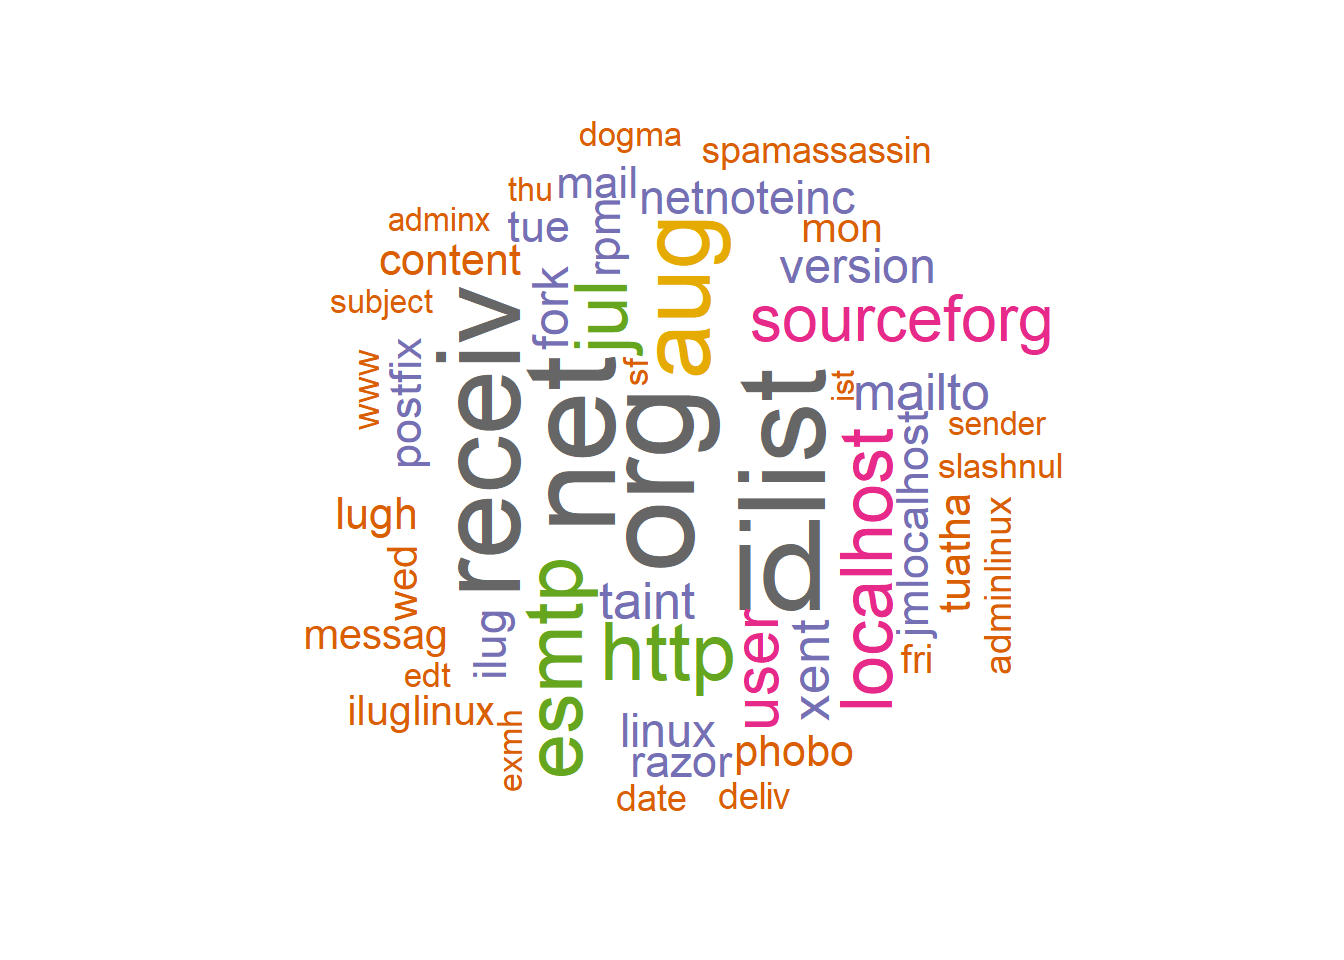 dogma
spamassassin
thu
mail
netnoteinc
adminx
tue
rpm
aug
mon
content
version
subject
receiv
fork
jul
sourceforg
www
postfix
net
sf
org
list
ist
mailto
localhost
jmlocalhost
sender
slashnul
lugh
tuatha
adminlinux
wed
esmtp
taint
id
messag
ilug
http
user
xent
fri
edt
iluglinux
exmh
linux
razor
phobo
date
deliv